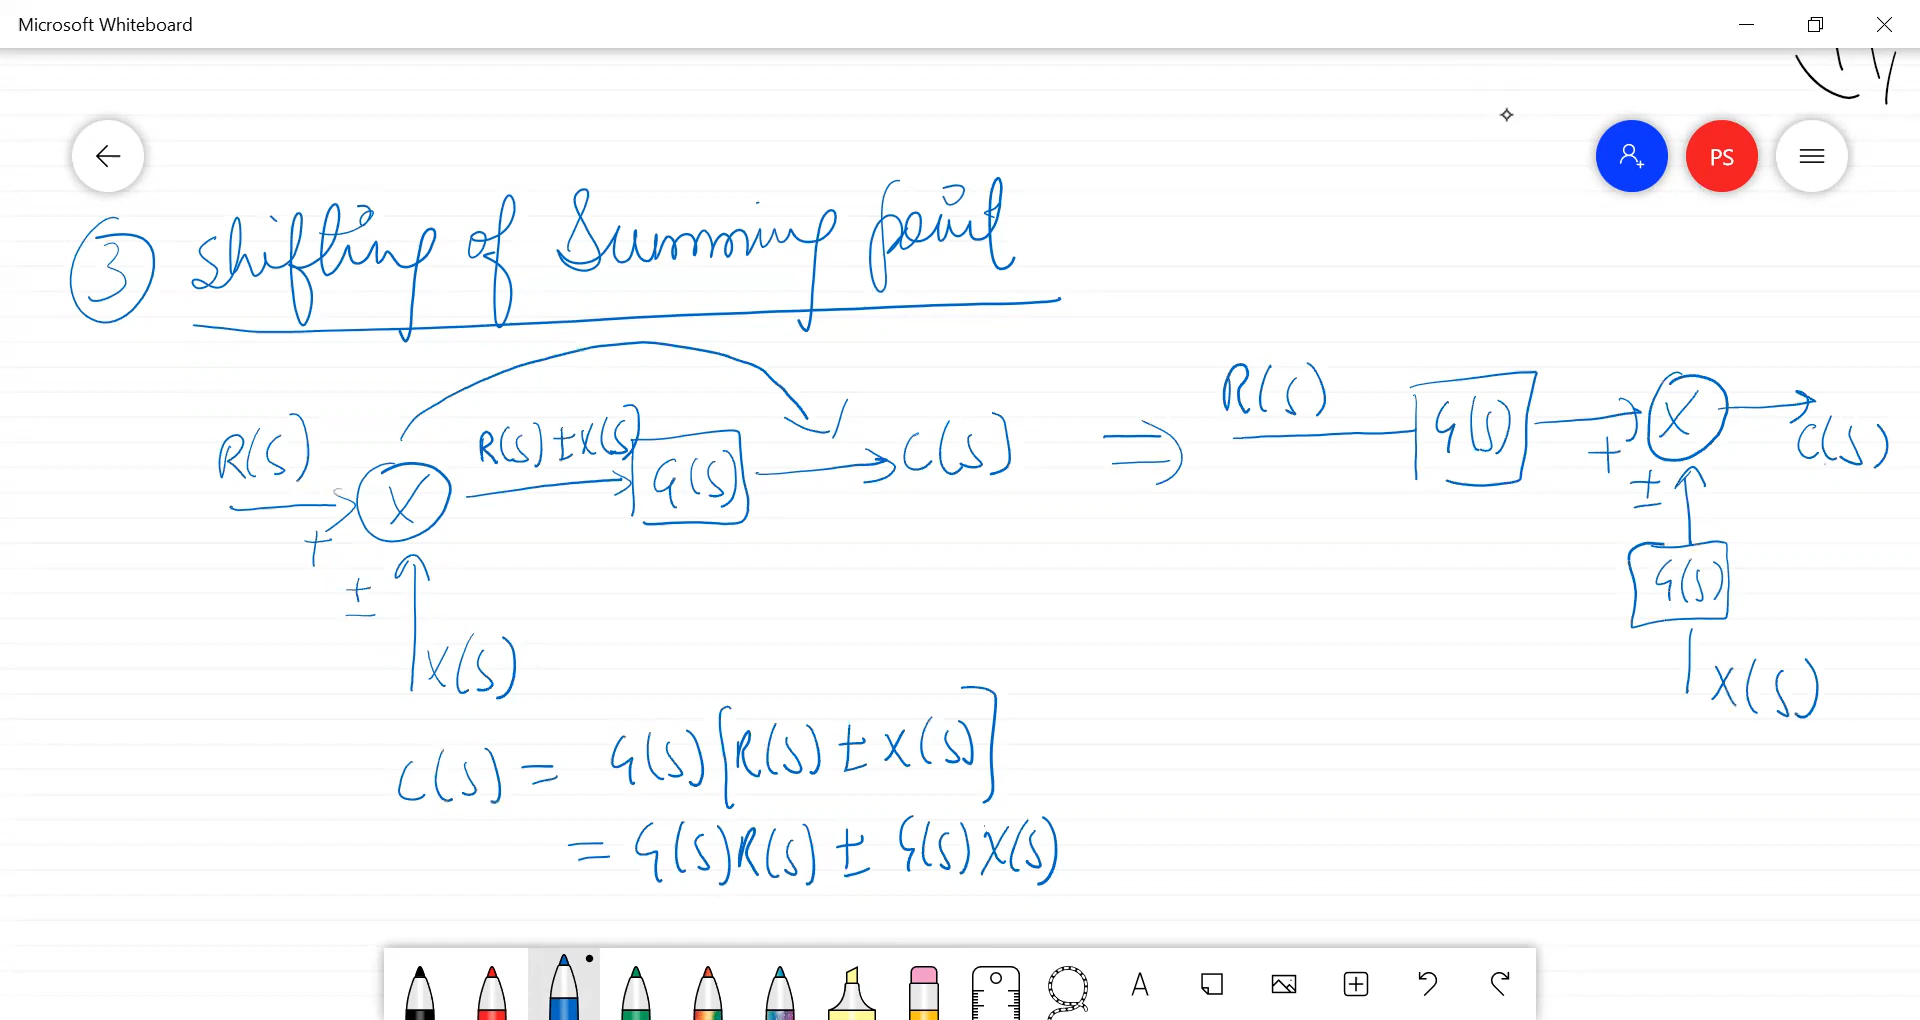 Microsoft Whiteboard
PS
③ Shifting of Summing point
R(S) + X ± X(S) R(S) ± X(S) G(S) C(S) ⇒ R(S) G(S) + X ± C(S)
G(S)
X(S)
C(S) = G(S) [R(S) ± X(S)]
= G(S)R(S) ± G(S)X(S)
A